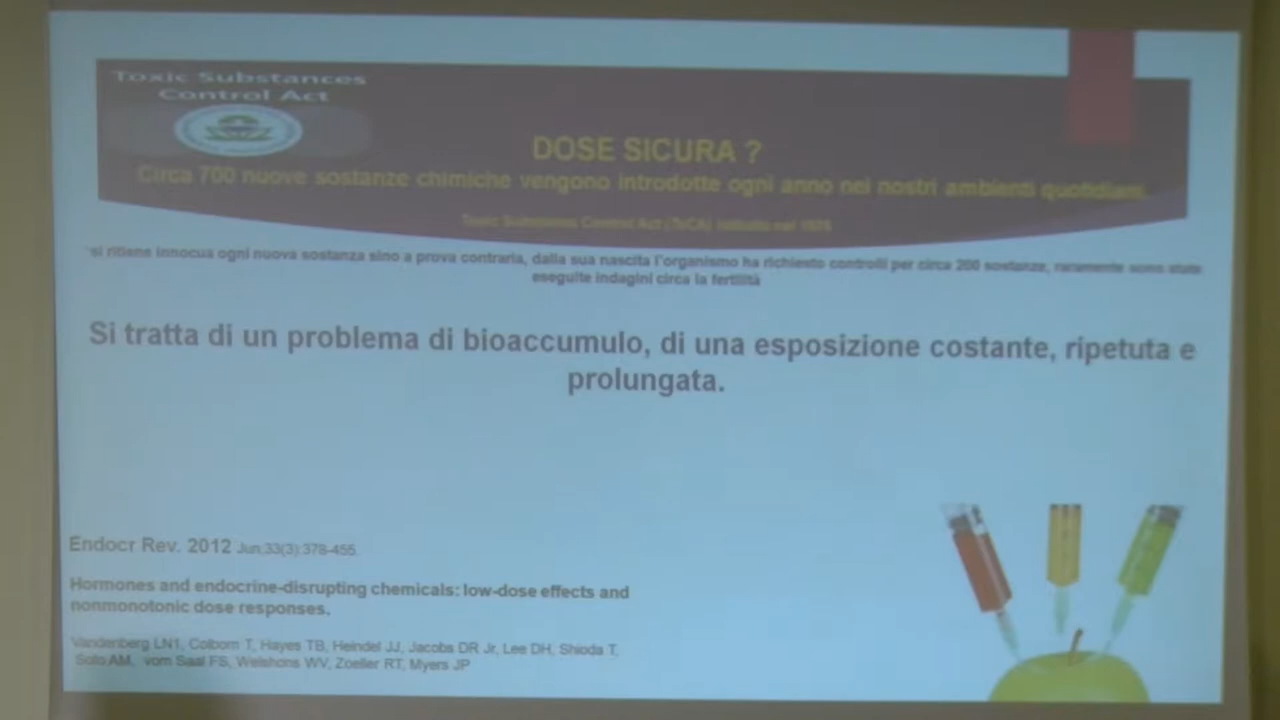 Toxic Substances
Control Act
DOSE SICURA ?
Circa 700 nuove sostanze chimiche vengono introdotte ogni anno nei nostri ambienti quotidiani.
Toxic Substances Control Act (ToCA) istituito nel
si ritiene innocua ogni nuova sostanza sino a prova contraria, dalla sua nascita l'organismo ha richiesto controlli per circa 200 sostanze, raramente sono state
eseguite indagini circa la fertilità
Si tratta di un problema di bioaccumulo, di una esposizione costante, ripetuta e
prolungata.
Endocr Rev. 2012 Jun;33(3):378-455.
Hormones and endocrine-disrupting chemicals: low-dose effects and
nonmonotonic dose responses.
Vandenberg LN1, Colborn T, Hayes TB, Heindel JJ, Jacobs DR Jr, Lee DH, Shioda T,
Soto AM, vom Saal FS, Welshons WV, Zoeller RT, Myers JP